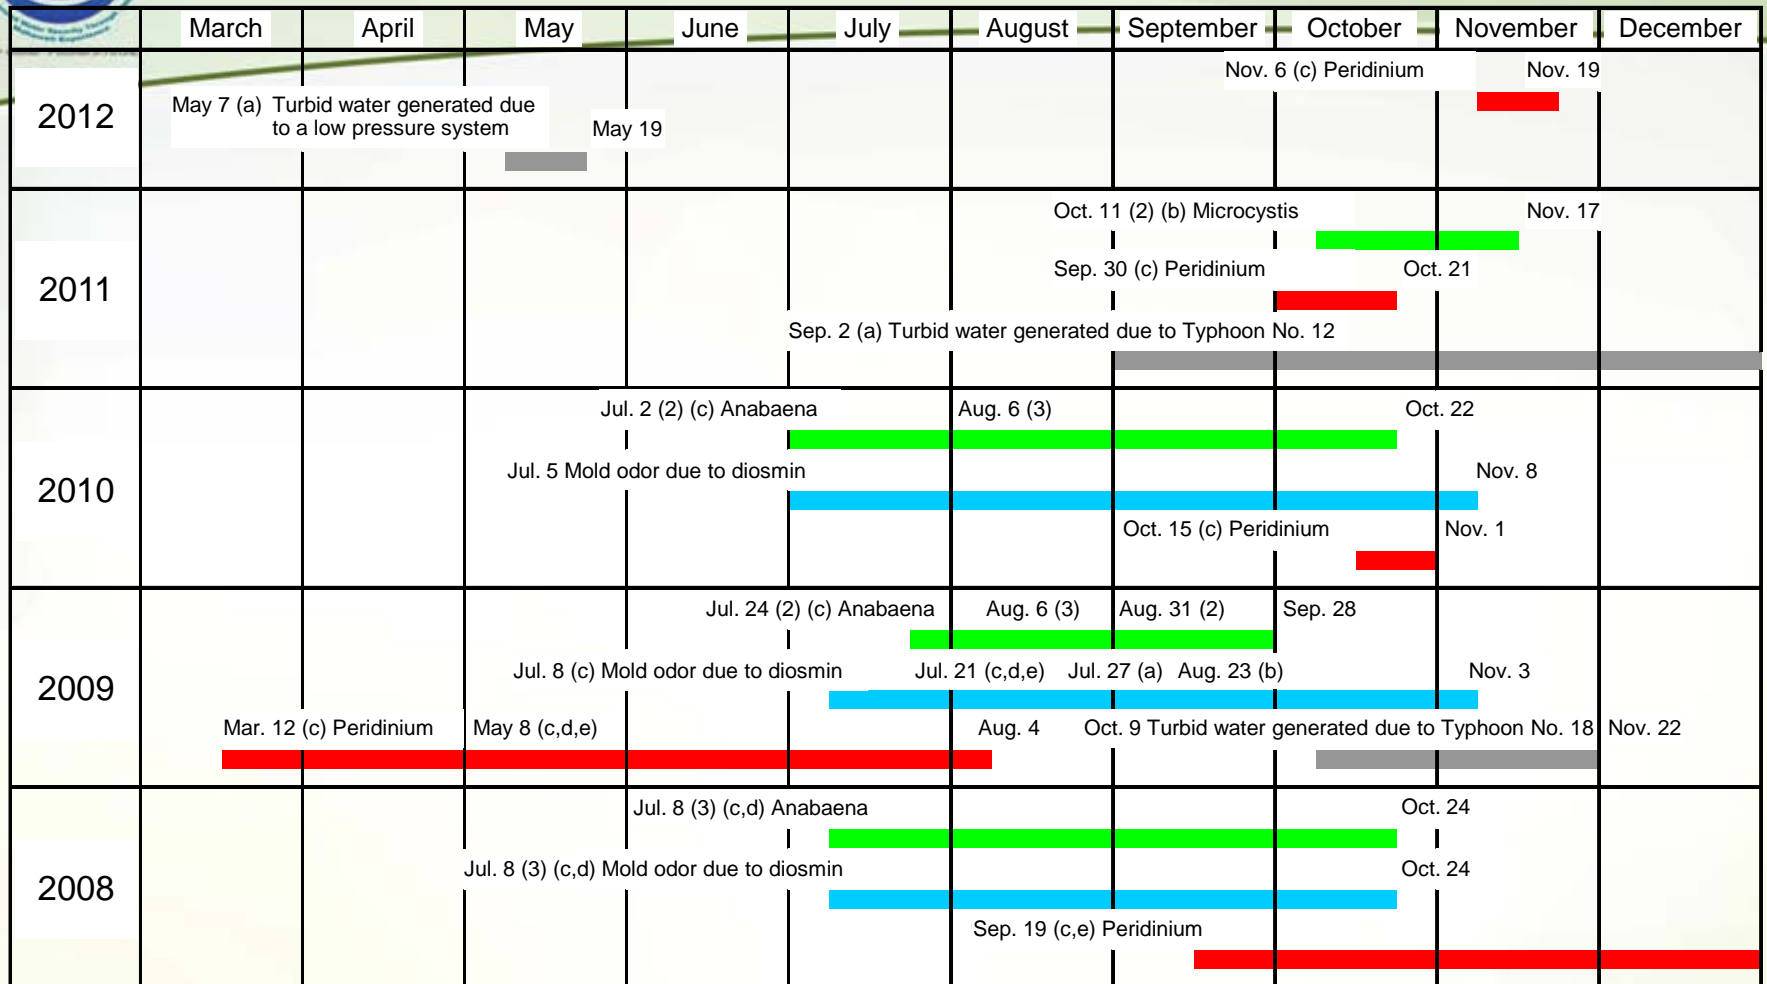 March April May June July August September October November December
2012
Nov. 6 (c) Peridinium Nov. 19
May 7 (a) Turbid water generated due
to a low pressure system
May 19
2011
Oct. 11 (2) (b) Microcystis Nov. 17
Sep. 30 (c) Peridinium Oct. 21
Sep. 2 (a) Turbid water generated due to Typhoon No. 12
2010
Jul. 2 (2) (c) Anabaena Aug. 6 (3) Oct. 22
Jul. 5 Mold odor due to diosmin Nov. 8
Oct. 15 (c) Peridinium Nov. 1
2009
Jul. 24 (2) (c) Anabaena Aug. 6 (3) Aug. 31 (2) Sep. 28
Jul. 8 (c) Mold odor due to diosmin Jul. 21 (c,d,e) Jul. 27 (a) Aug. 23 (b) Nov. 3
Mar. 12 (c) Peridinium May 8 (c,d,e) Aug. 4 Oct. 9 Turbid water generated due to Typhoon No. 18 Nov. 22
2008
Jul. 8 (3) (c,d) Anabaena Oct. 24
Jul. 8 (3) (c,d) Mold odor due to diosmin Oct. 24
Sep. 19 (c,e) Peridinium